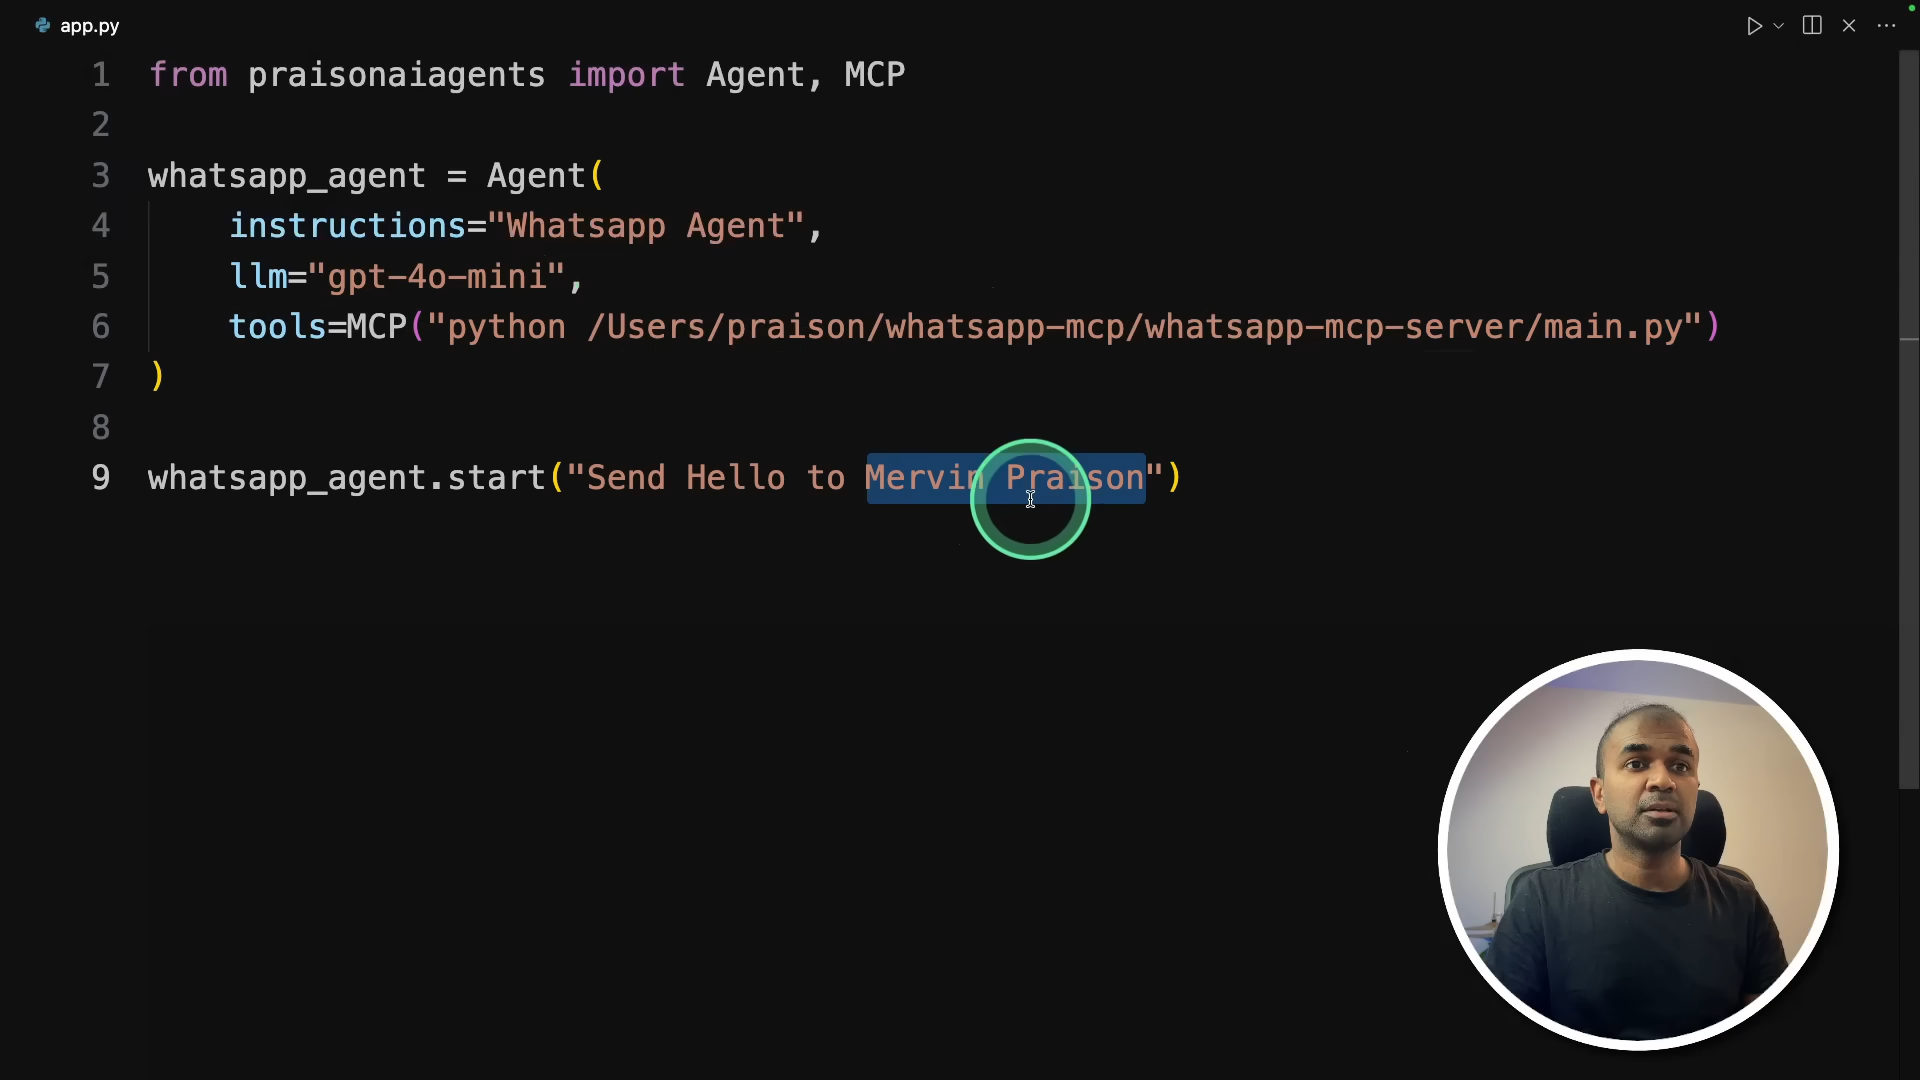 app.py
1 from praisonaiagents import Agent, MCP
2
3 whatsapp_agent = Agent(
4     instructions="Whatsapp Agent",
5     llm="gpt-4o-mini",
6     tools=MCP("python /Users/praison/whatsapp-mcp/whatsapp-mcp-server/main.py")
7 )
8
9 whatsapp_agent.start("Send Hello to Mervin Praison")